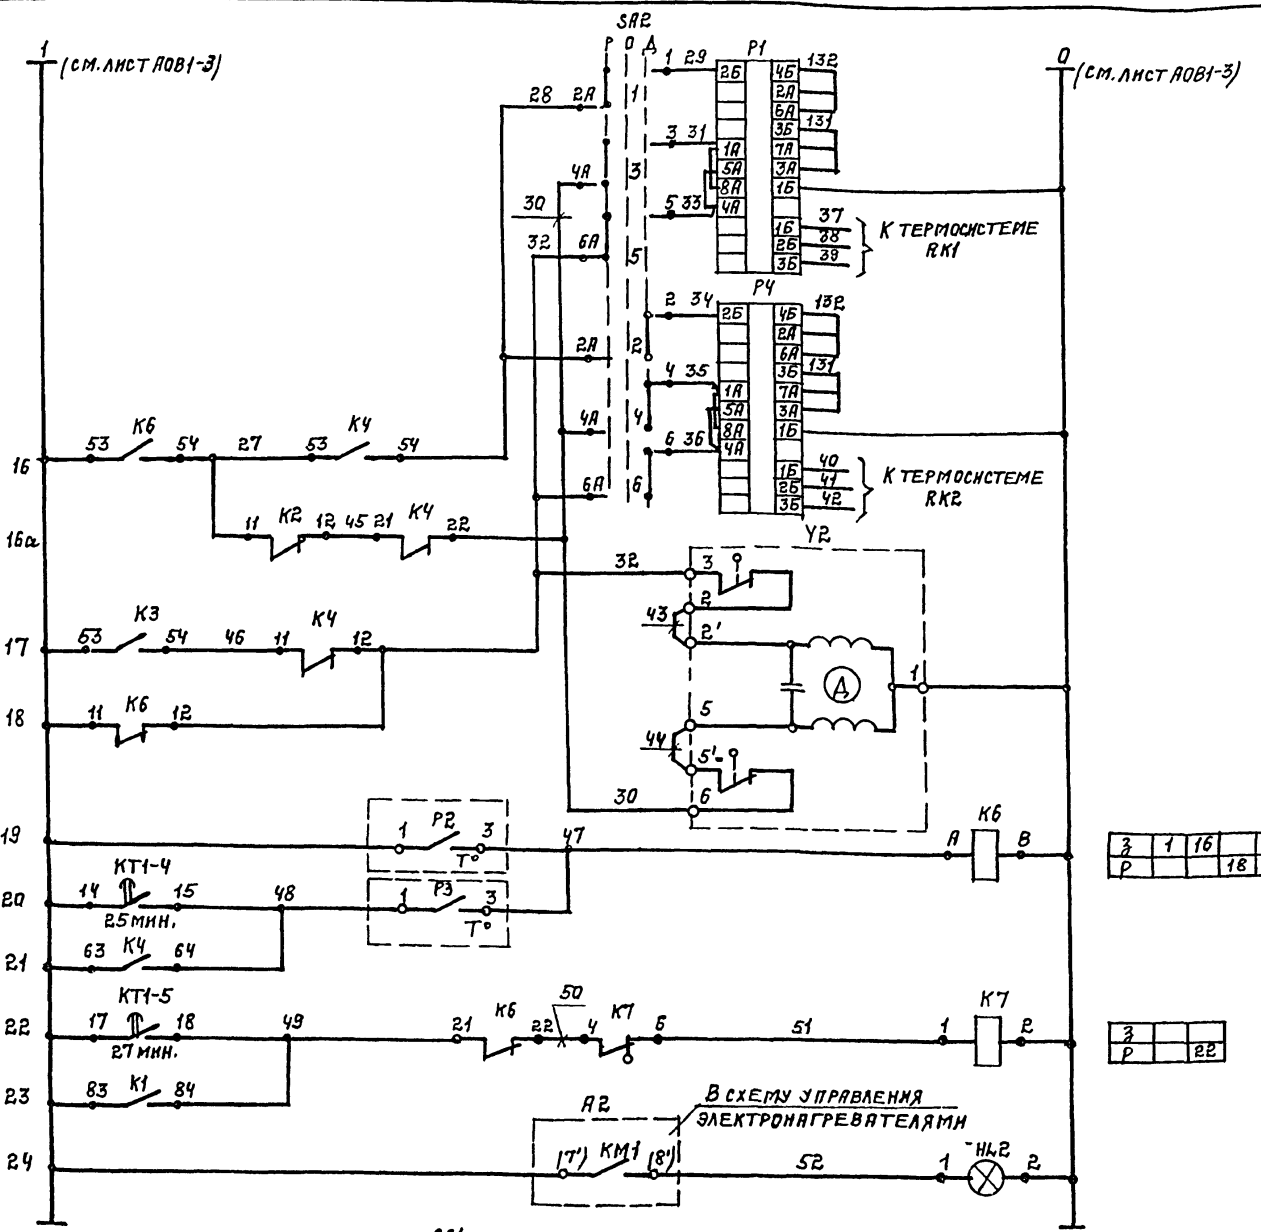 SA2
1 (СМ. ЛИСТ АОВ1-3)
Р О Д
0 (СМ. ЛИСТ АОВ1-3)
1 29
Р1
132
2Б 4Б
2А
6А
28 2А 1
3Б 131
3 31
1А 7А
5А 3А
4А 3
8А 1Б
30
5 33
4А
1Б 37
2Б 38
3Б 39
К ТЕРМОСИСТЕМЕ
RK1
32 6А 5
Р4
2 34
132
2Б 4Б
2А
6А
2А 2
3Б 131
4 35
1А 7А
5А 3А
4А 4
8А 1Б
6 36
4А
1Б 40
2Б 41
3Б 42
К ТЕРМОСИСТЕМЕ
RK2
6А 6
16 53 К6 54 27 53 К4 54
16а 11 К2 12 45 21 К4 22
У2
32 3
2
43
2'
Д
1
5
44
5'
30 6
17 53 К3 54 46 11 К4 12
18 11 К6 12
19 1 Р2 3 47 А К6 В
Т°
З 1 16
Р 18
КТ1-4
20 14 15 48 1 Р3 3
25 МИН.
Т°
21 63 К4 64
КТ1-5
22 17 18 49 21 К6 22 50 4 К7 6 51 1 К7 2
27 МИН.
З
Р 22
23 83 К1 84
А2
В СХЕМУ УПРАВЛЕНИЯ
ЭЛЕКТРОНАГРЕВАТЕЛЯМИ
24 (7') КМ1 (8') 52 1 HL2 2